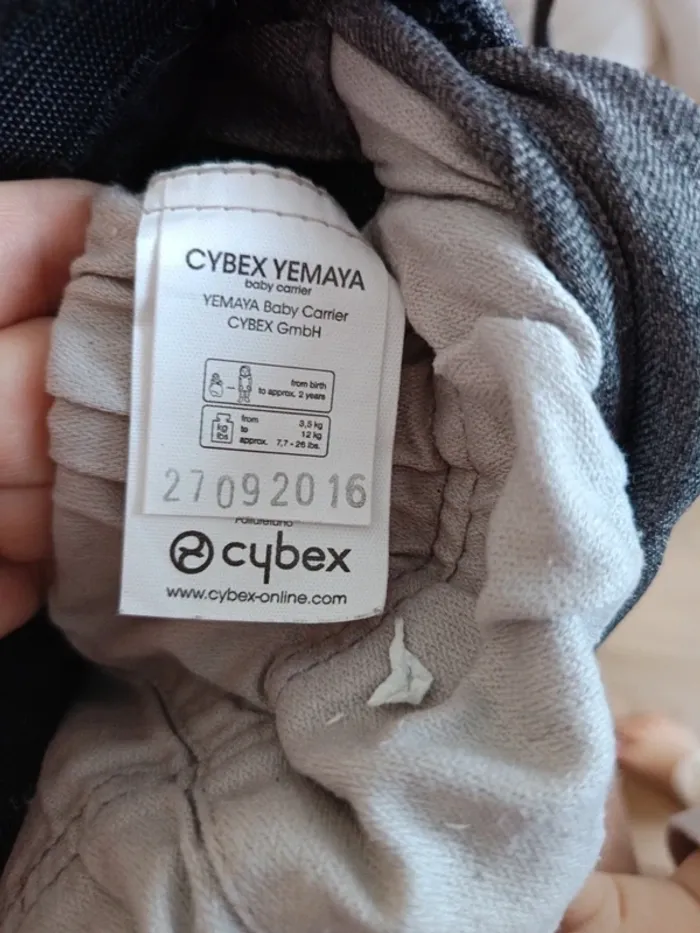 CYBEX YEMAYA
baby carrier
YEMAYA Baby Carrier
CYBEX GmbH
from birth
to approx. 2 years
kg
lbs
from 3,5 kg
to 12 kg
approx. 7,7 - 26 lbs.
27092016
cybex
www.cybex-online.com